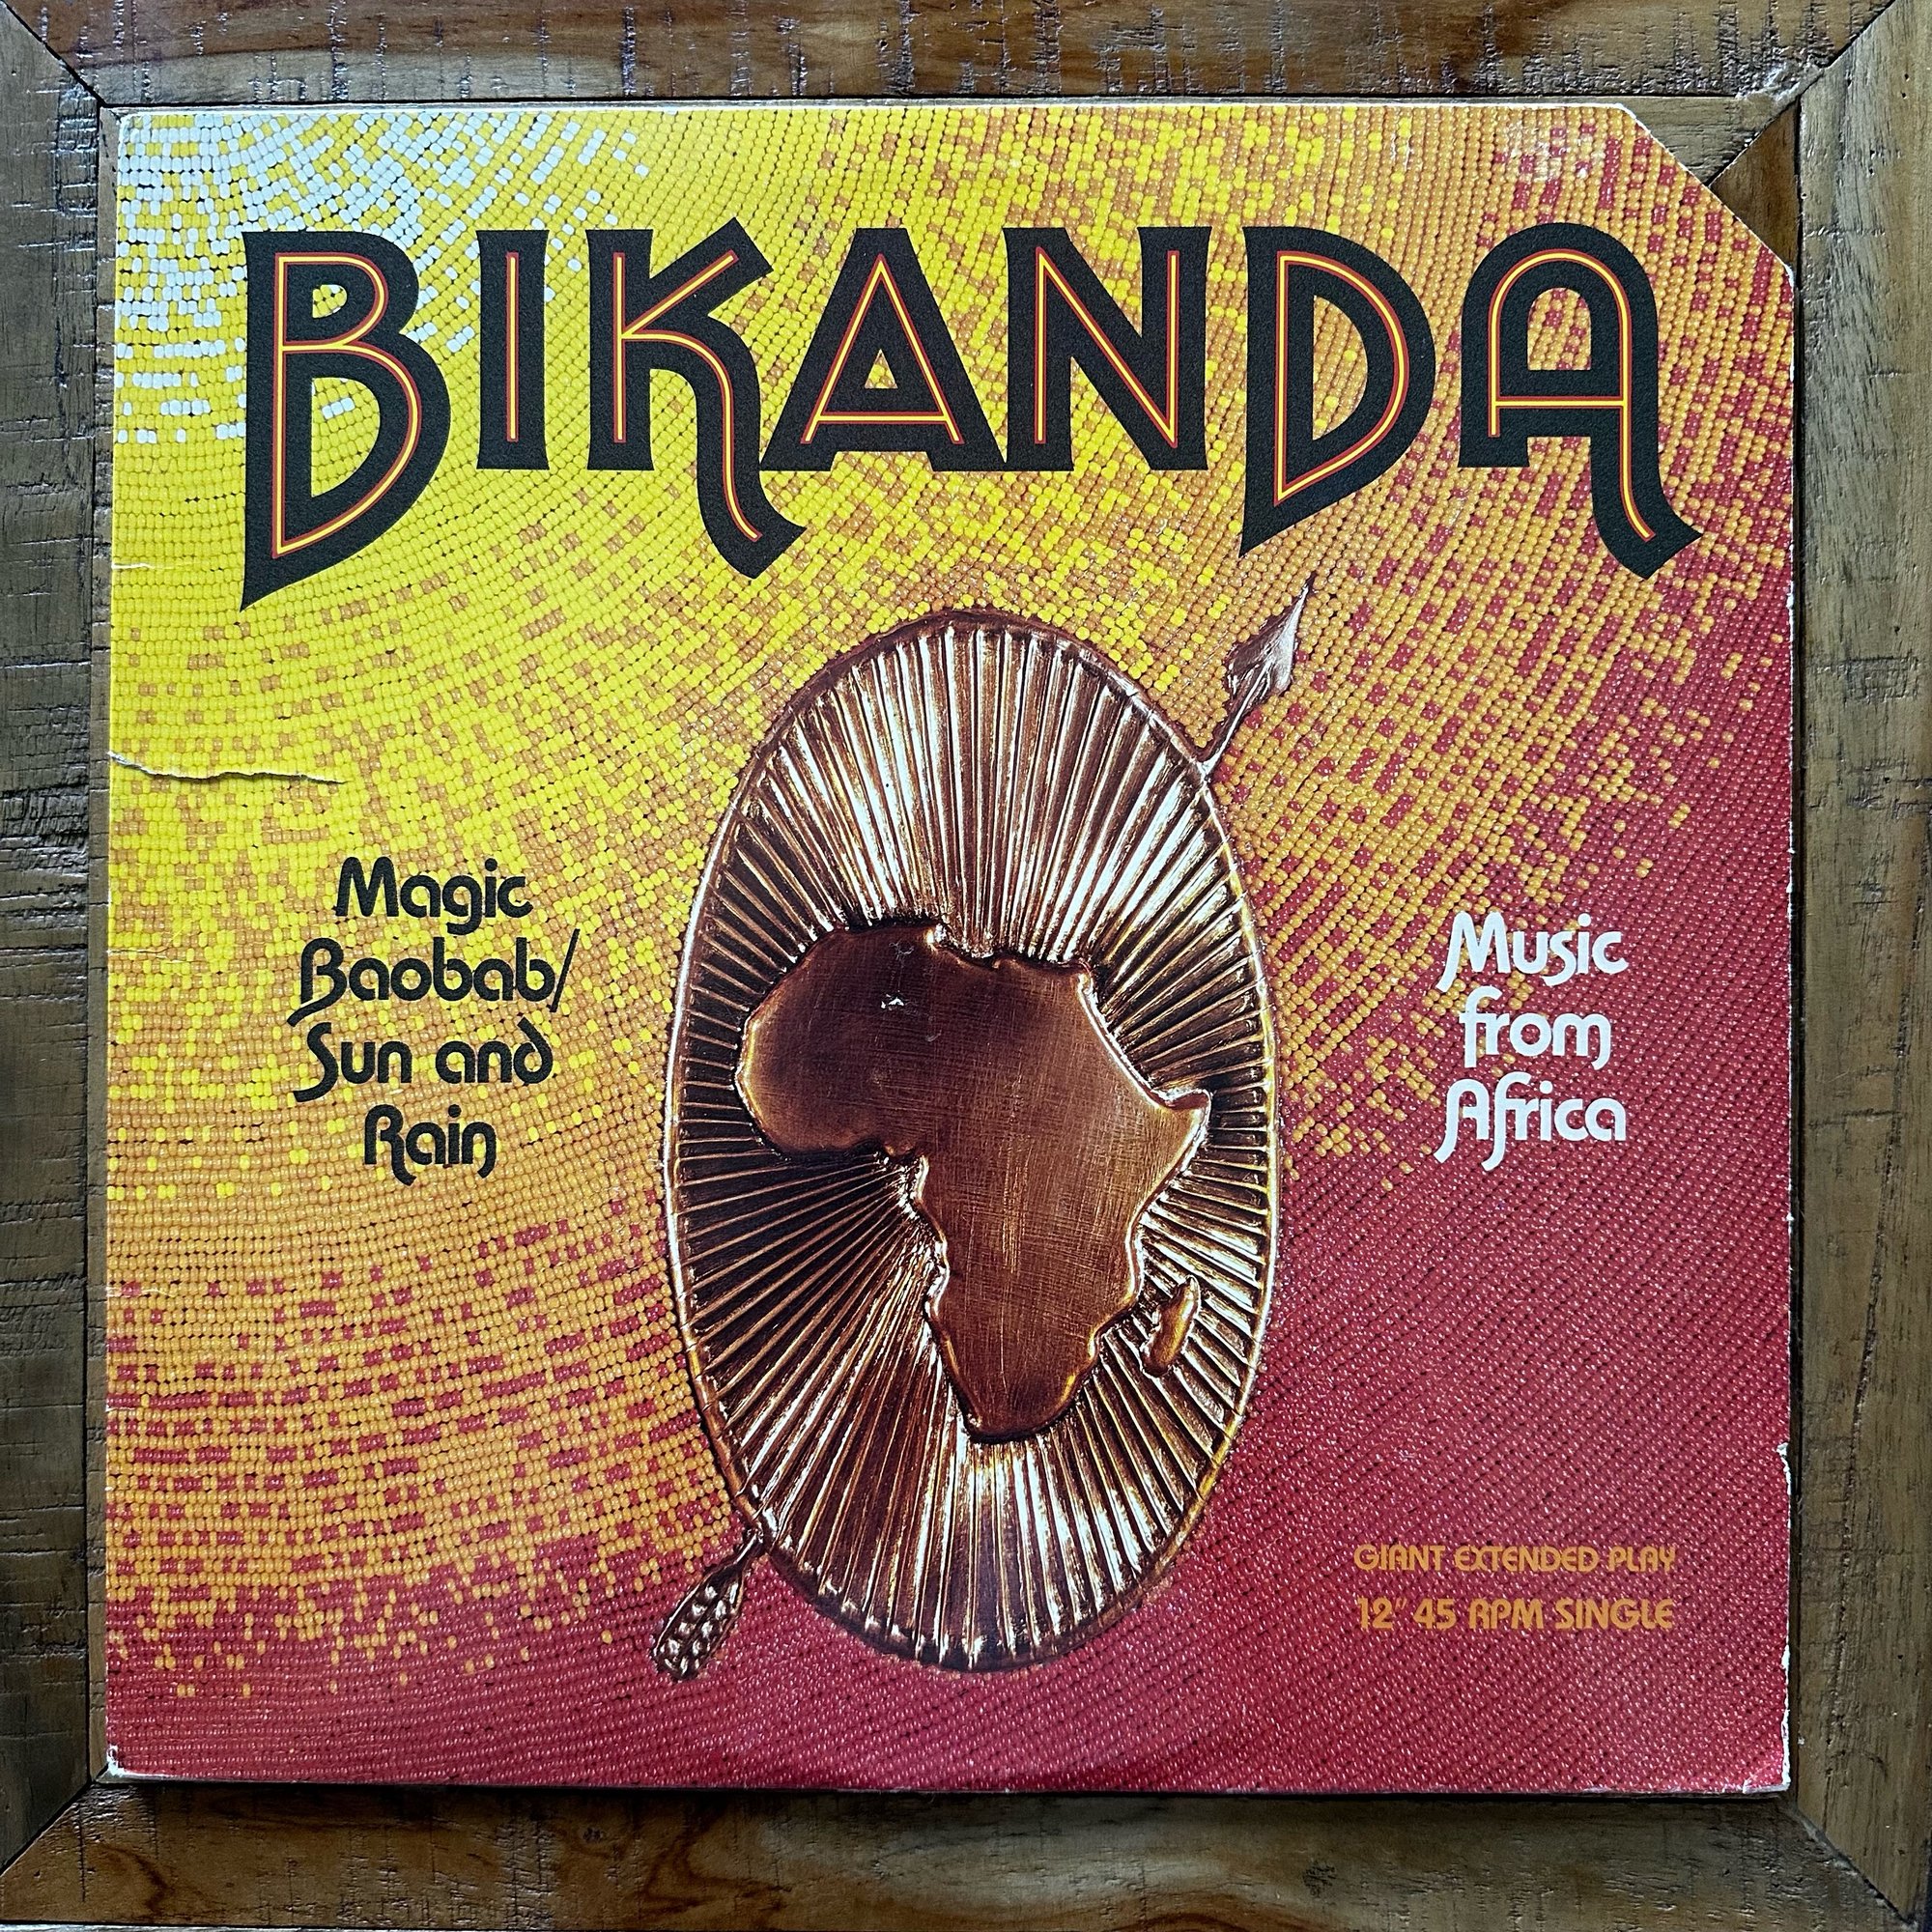 BIKANDA
Magic
Baobab/
Sun and
Rain
Music
from
Africa
GIANT EXTENDED PLAY
12" 45 RPM SINGLE